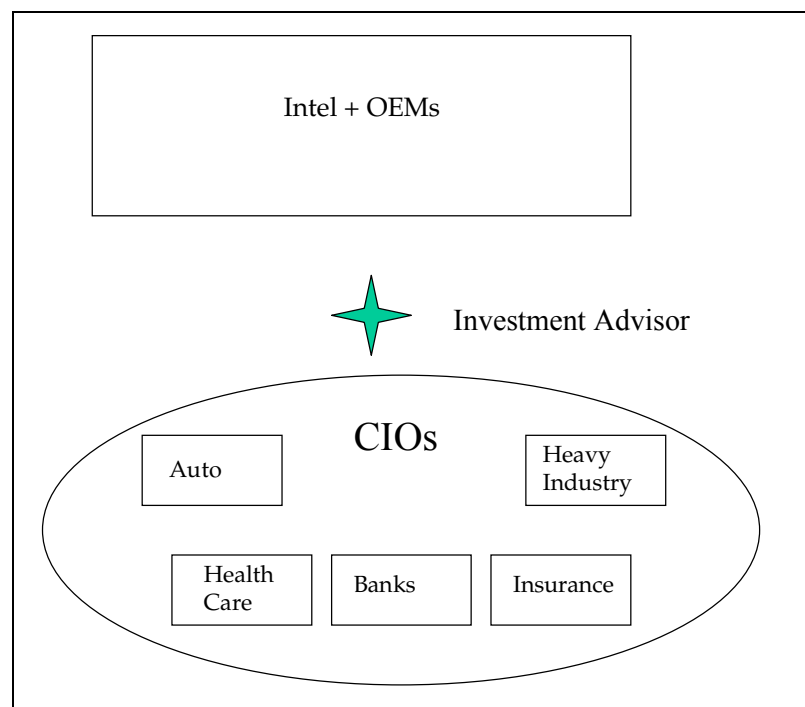 Intel + OEMs
Investment Advisor
CIOs
Auto
Heavy
Industry
Health
Care
Banks
Insurance